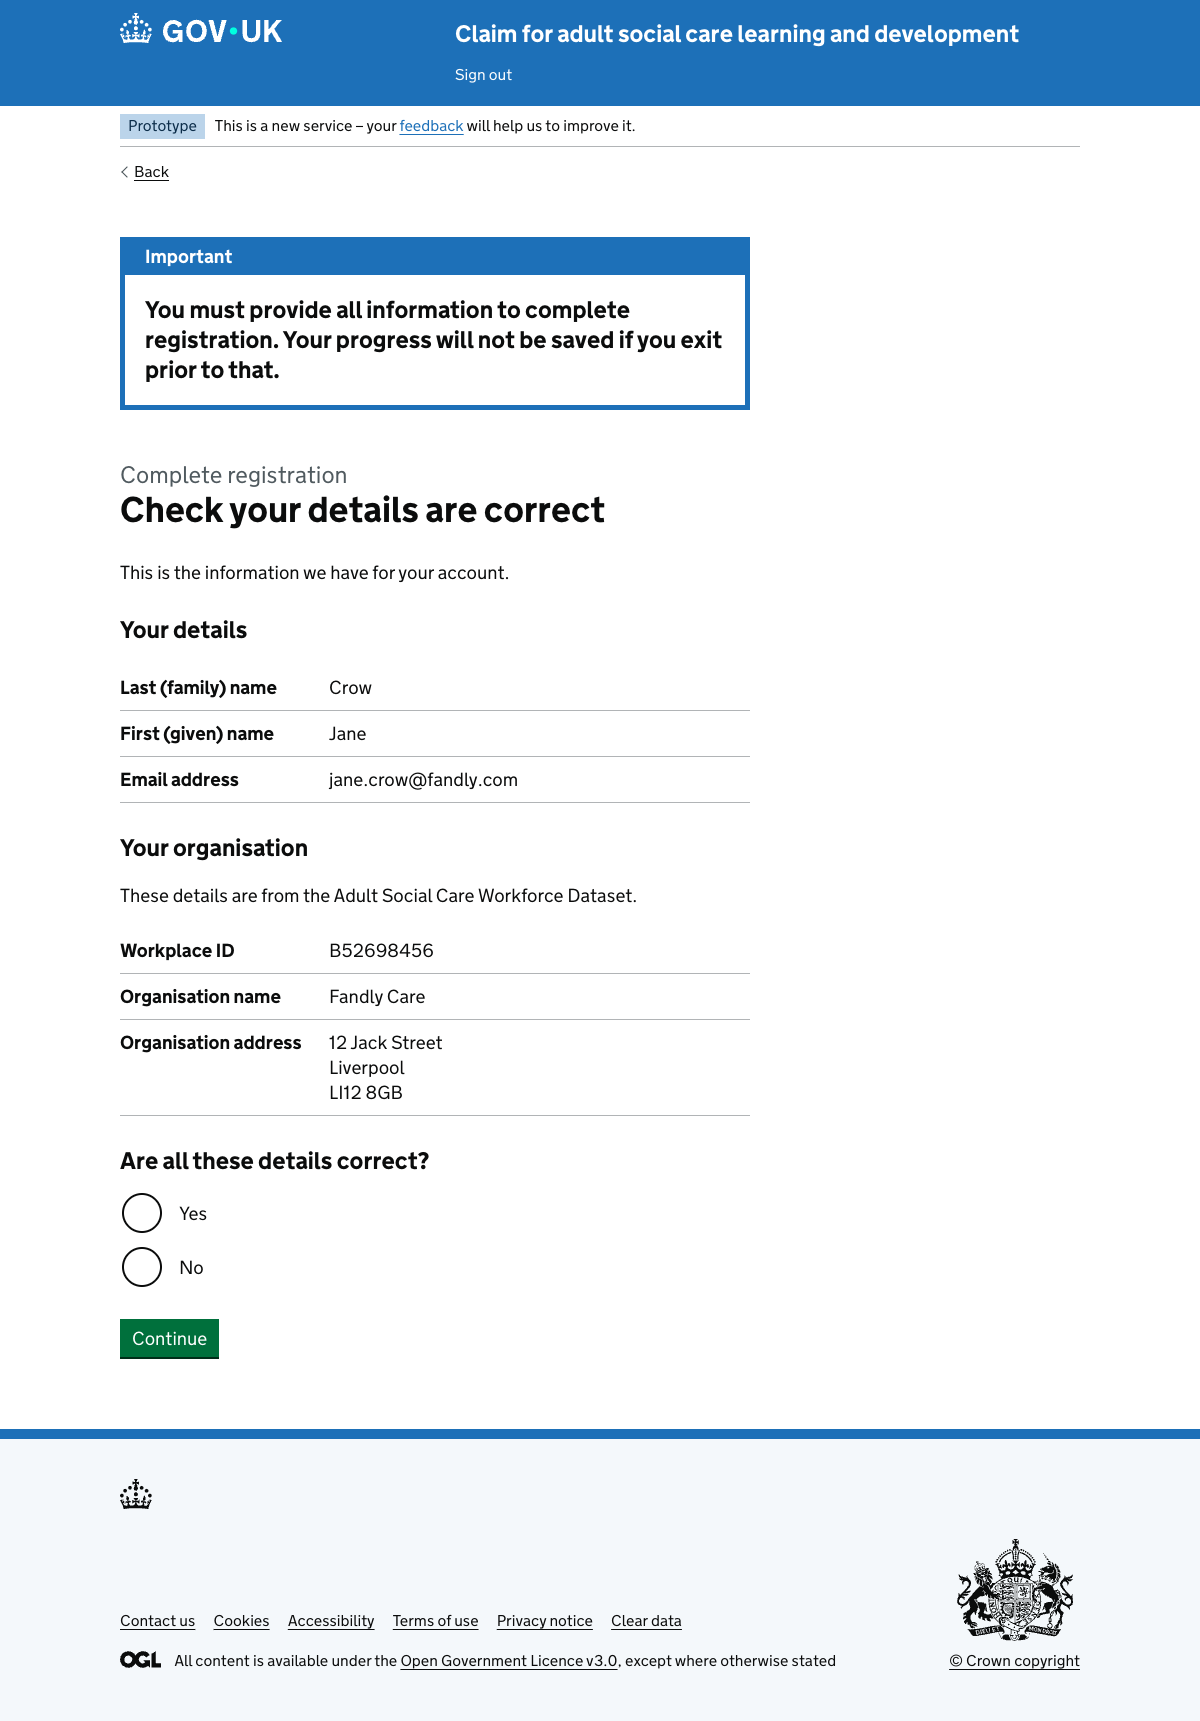 GOV·UK
Claim for adult social care learning and development
Sign out
Prototype This is a new service – your feedback will help us to improve it.
Back
Important
You must provide all information to complete
registration. Your progress will not be saved if you exit
prior to that.
Complete registration
Check your details are correct
This is the information we have for your account.
Your details
Last (family) name Crow
First (given) name Jane
Email address jane.crow@fandly.com
Your organisation
These details are from the Adult Social Care Workforce Dataset.
Workplace ID B52698456
Organisation name Fandly Care
Organisation address 12 Jack Street
Liverpool
LI12 8GB
Are all these details correct?
Yes
No
Continue
Contact us Cookies Accessibility Terms of use Privacy notice Clear data
OGL All content is available under the Open Government Licence v3.0, except where otherwise stated
© Crown copyright